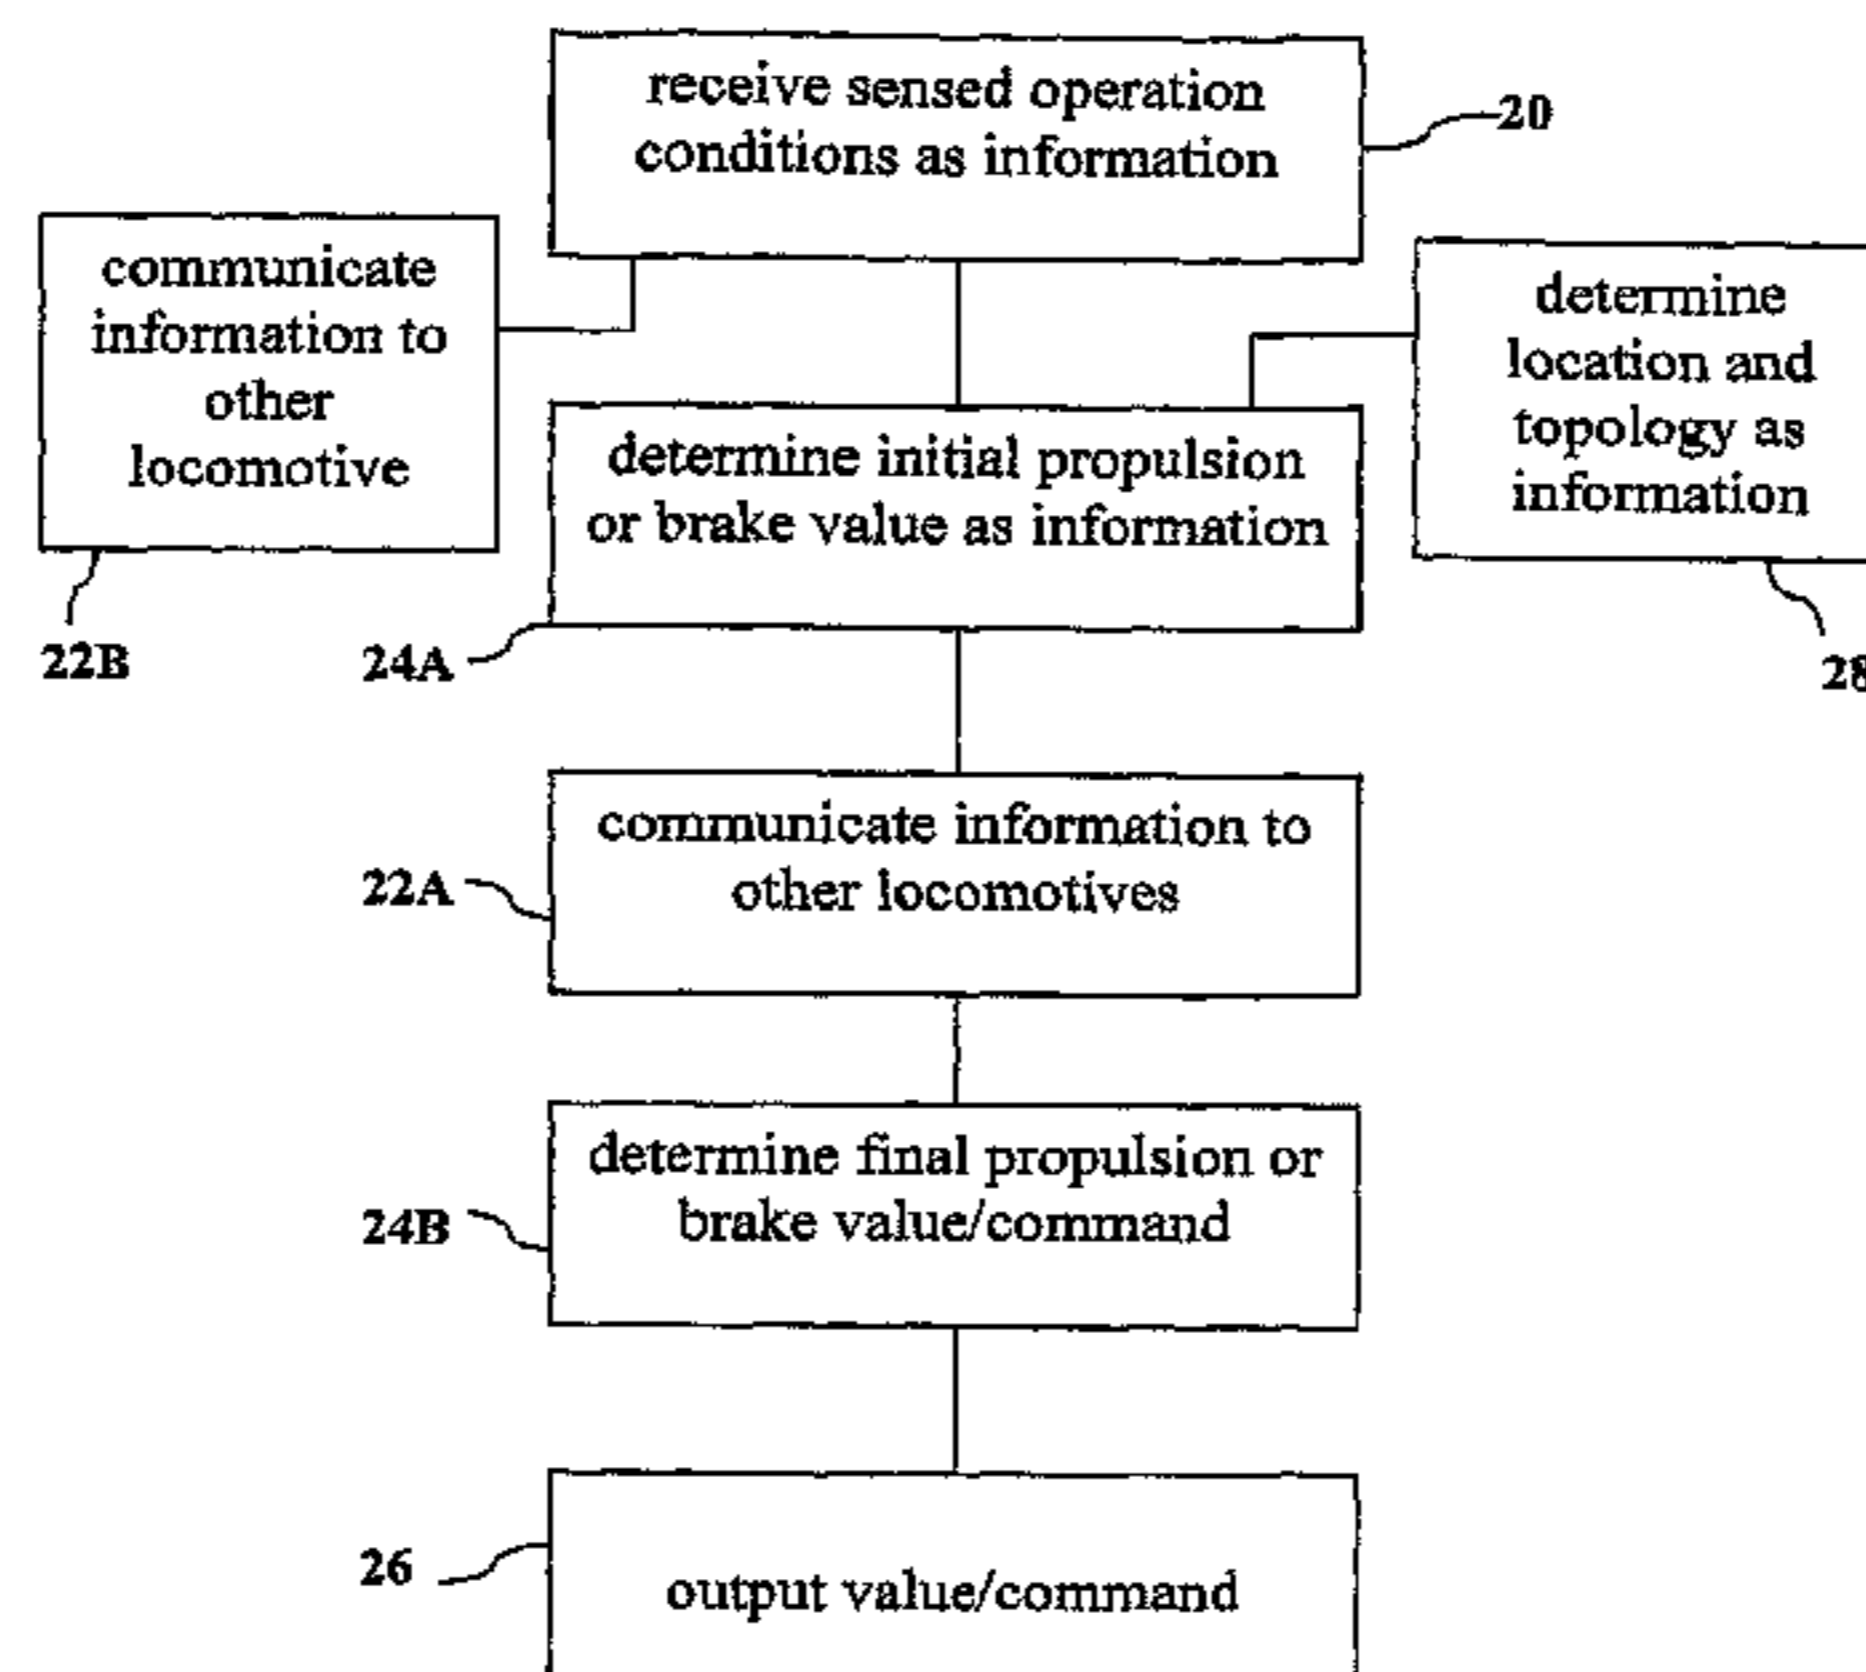 receive sensed operation
conditions as information
20
communicate
information to
other
locomotive
22B
determine
location and
topology as
information
28
determine initial propulsion
or brake value as information
24A
communicate information to
other locomotives
22A
determine final propulsion or
brake value/command
24B
output value/command
26